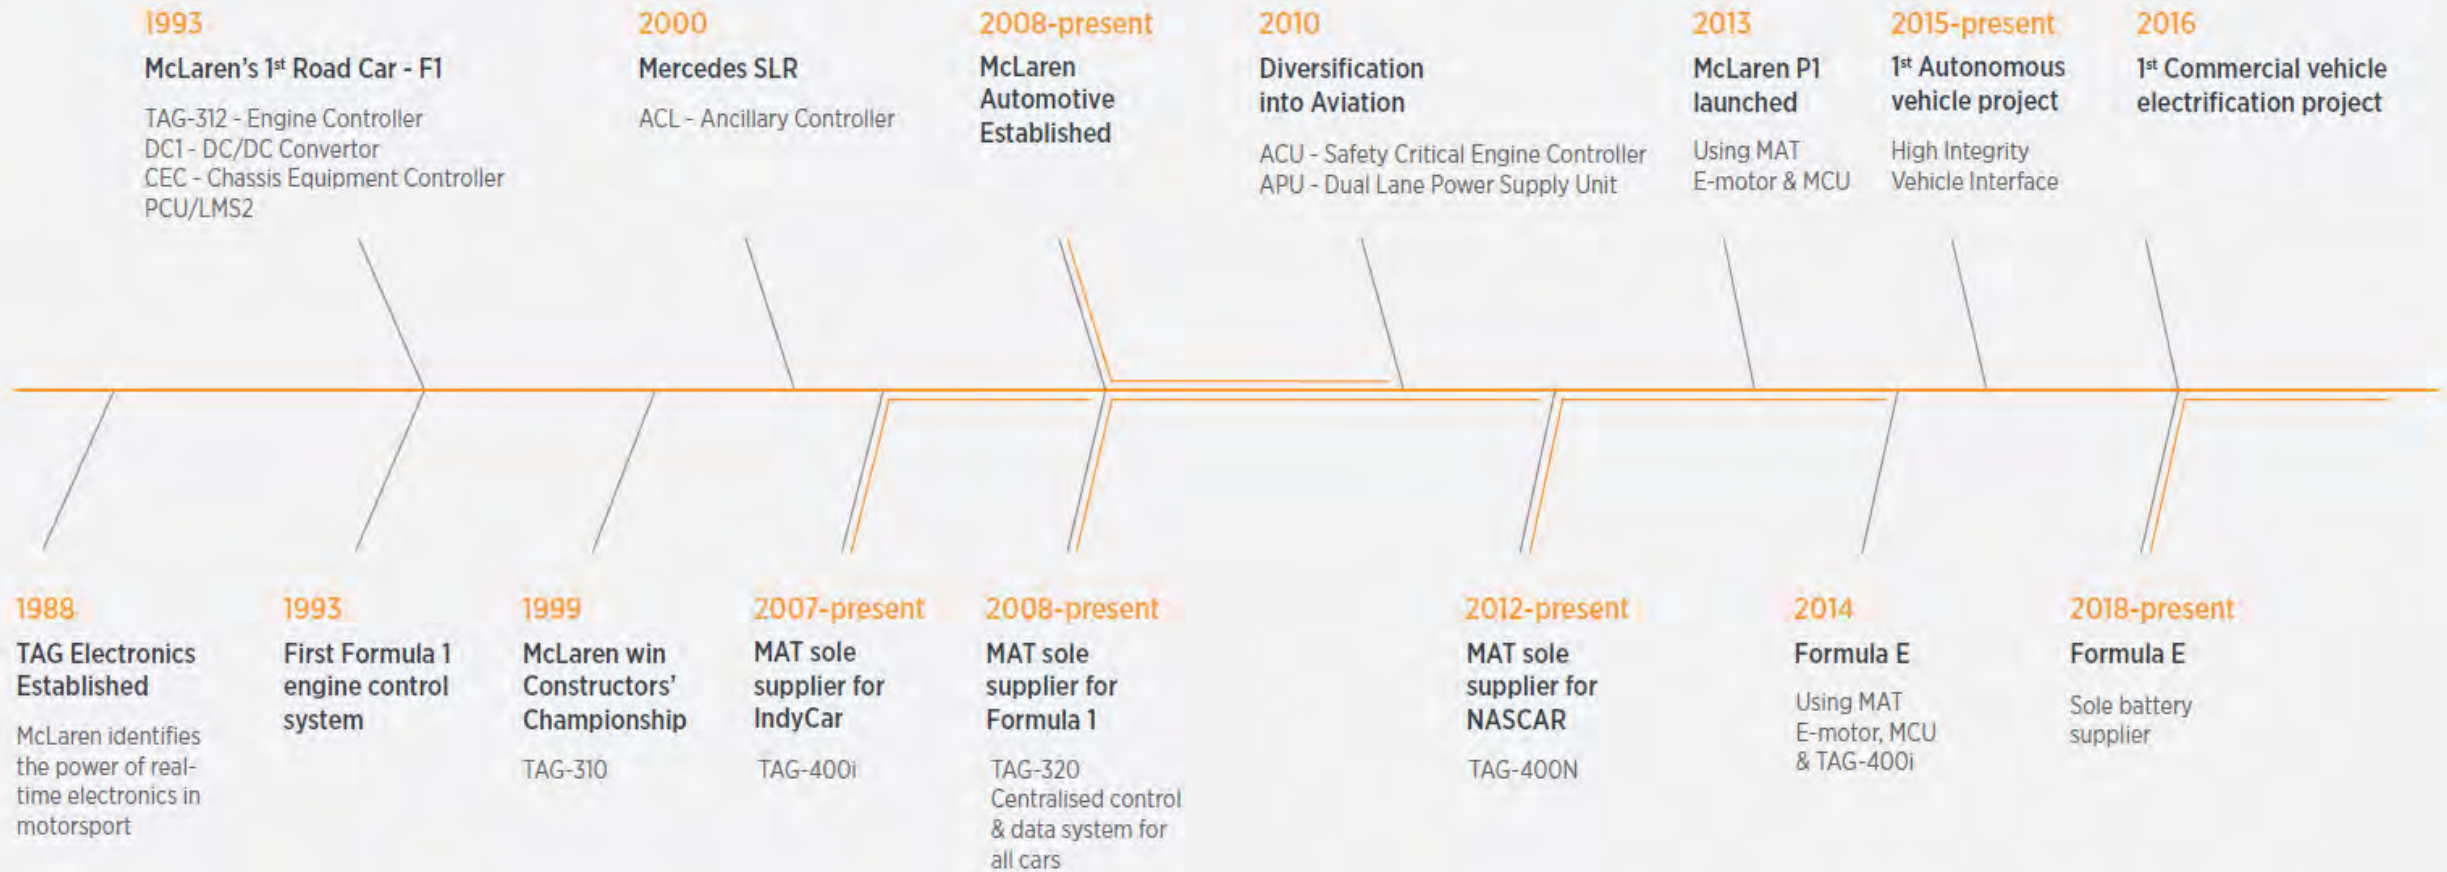 1993
McLaren's 1st Road Car - F1
TAG-312 - Engine Controller
DC1 - DC/DC Convertor
CEC - Chassis Equipment Controller
PCU/LMS2
2000
Mercedes SLR
ACL - Ancillary Controller
2008-present
McLaren
Automotive
Established
2010
Diversification
into Aviation
ACU - Safety Critical Engine Controller
APU - Dual Lane Power Supply Unit
2013
McLaren P1
launched
Using MAT
E-motor & MCU
2015-present
1st Autonomous
vehicle project
High Integrity
Vehicle Interface
2016
1st Commercial vehicle
electrification project
1988
TAG Electronics
Established
McLaren identifies
the power of real-
time electronics in
motorsport
1993
First Formula 1
engine control
system
1999
McLaren win
Constructors'
Championship
TAG-310
2007-present
MAT sole
supplier for
IndyCar
TAG-400i
2008-present
MAT sole
supplier for
Formula 1
TAG-320
Centralised control
& data system for
all cars
2012-present
MAT sole
supplier for
NASCAR
TAG-400N
2014
Formula E
Using MAT
E-motor, MCU
& TAG-400i
2018-present
Formula E
Sole battery
supplier